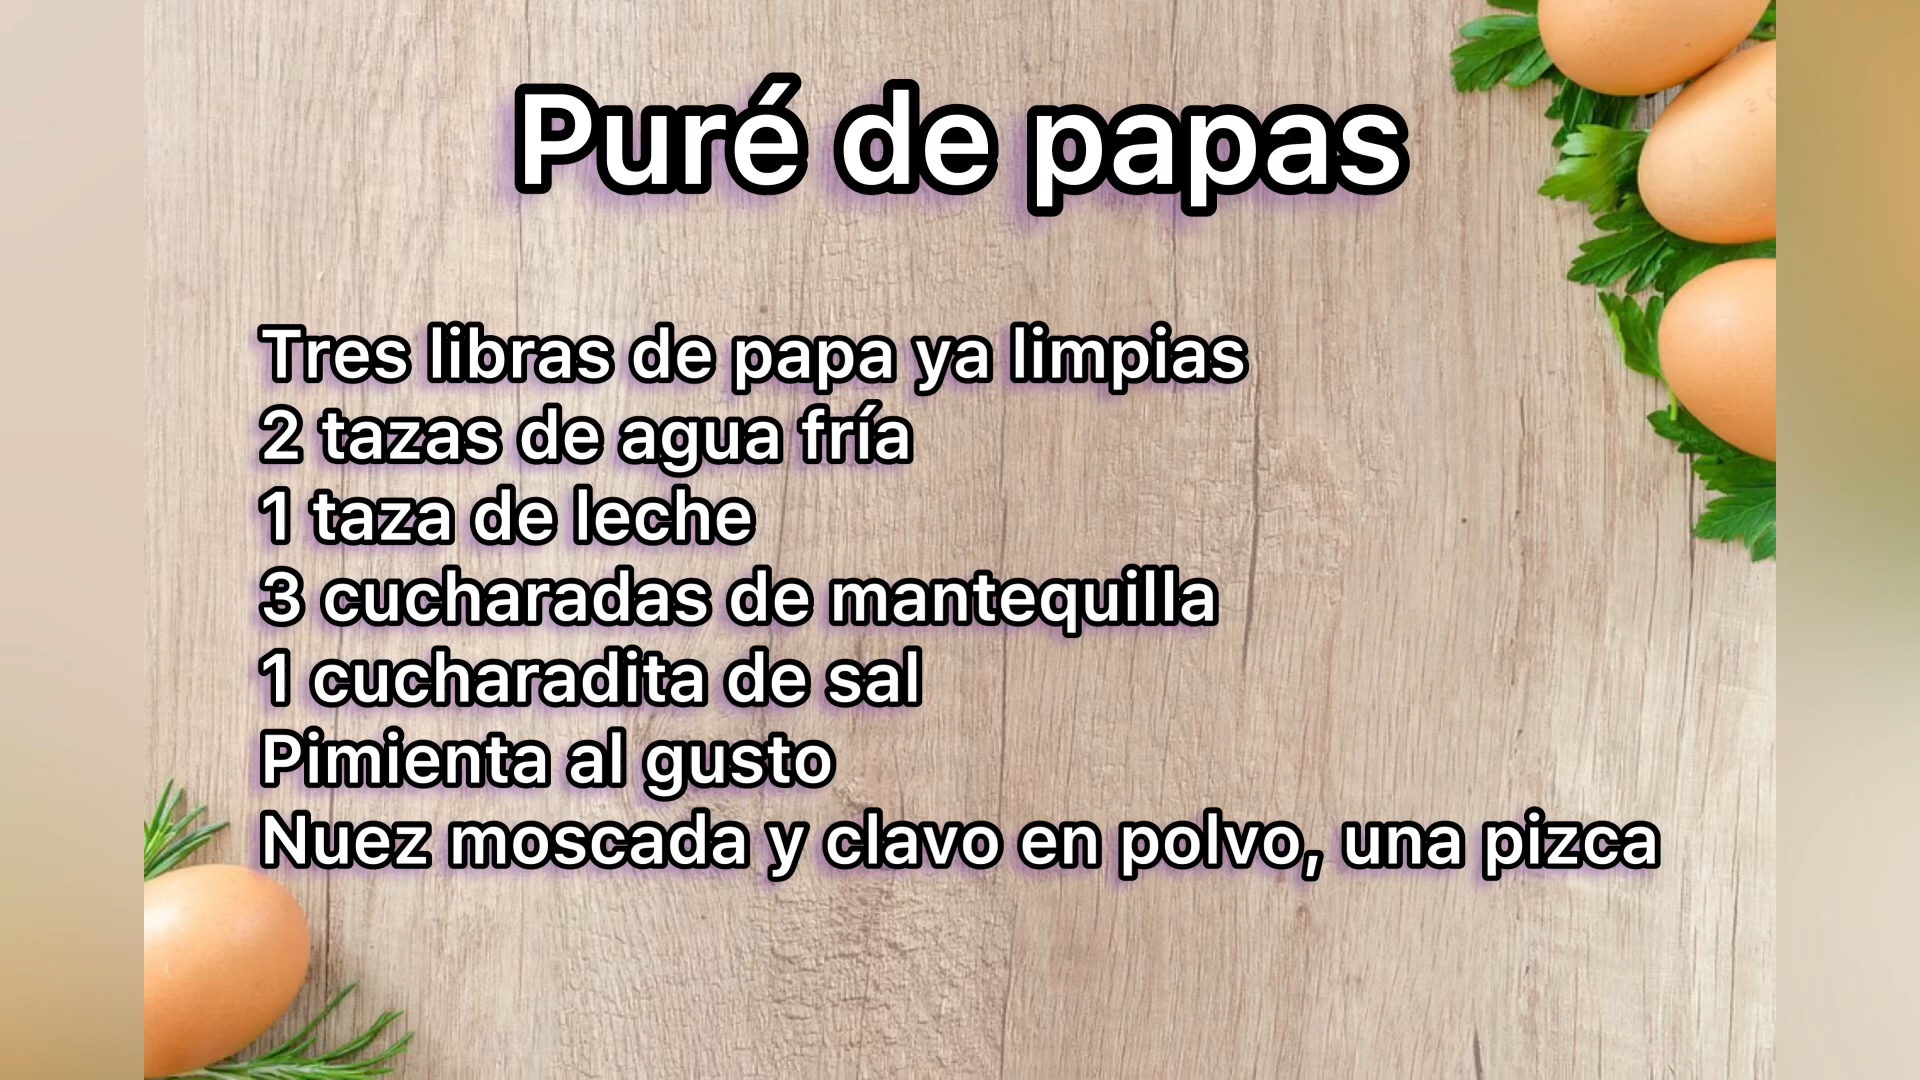 Puré de papas
Tres libras de papa ya limpias
2 tazas de agua fría
1 taza de leche
3 cucharadas de mantequilla
1 cucharadita de sal
Pimienta al gusto
Nuez moscada y clavo en polvo, una pizca